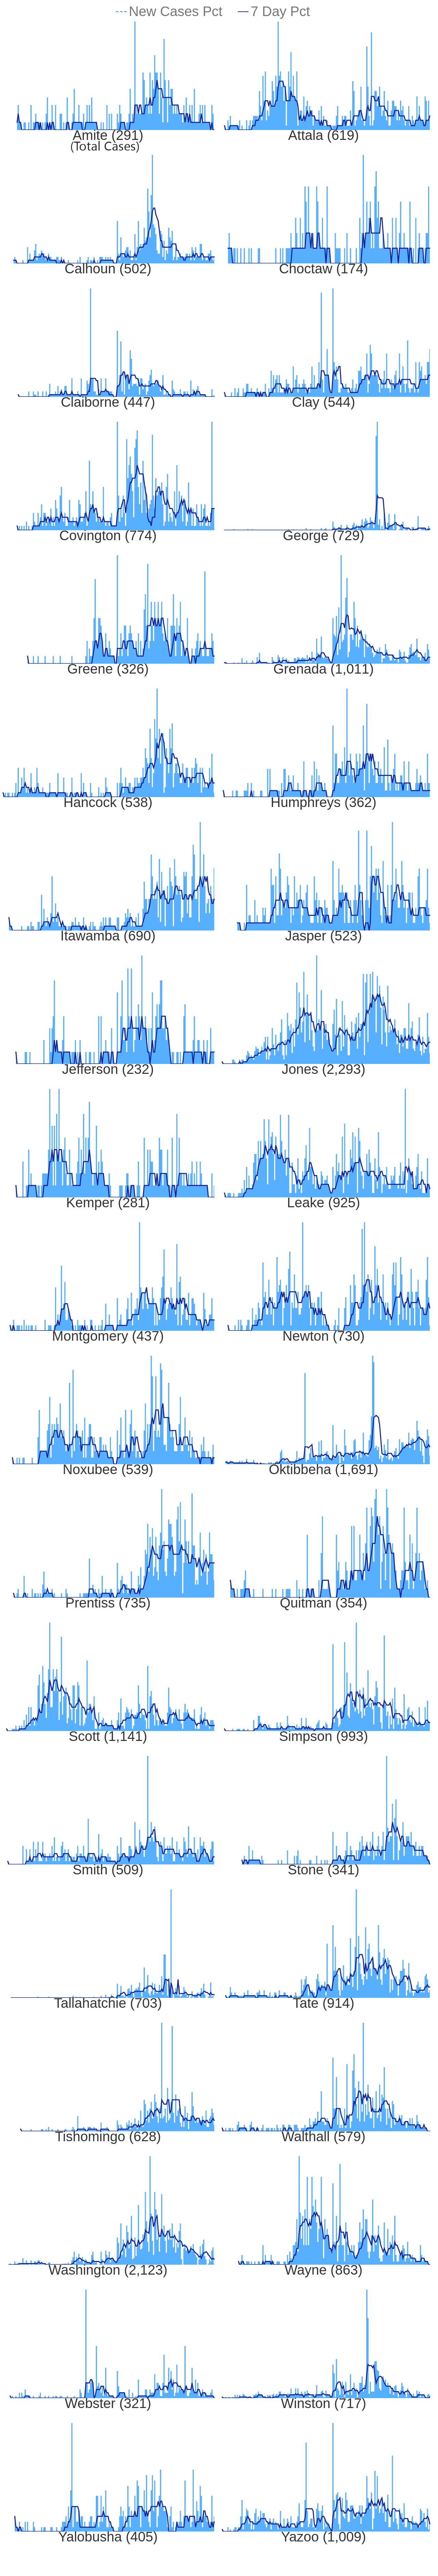 New Cases Pct 7 Day Pct
Amite (291) Attala (619)
(Total Cases)
Calhoun (502) Choctaw (174)
Claiborne (447) Clay (544)
Covington (774) George (729)
Greene (326) Grenada (1,011)
Hancock (538) Humphreys (362)
Itawamba (690) Jasper (523)
Jefferson (232) Jones (2,293)
Kemper (281) Leake (925)
Montgomery (437) Newton (730)
Noxubee (539) Oktibbeha (1,691)
Prentiss (735) Quitman (354)
Scott (1,141) Simpson (993)
Smith (509) Stone (341)
Tallahatchie (703) Tate (914)
Tishomingo (628) Walthall (579)
Washington (2,123) Wayne (863)
Webster (321) Winston (717)
Yalobusha (405) Yazoo (1,009)